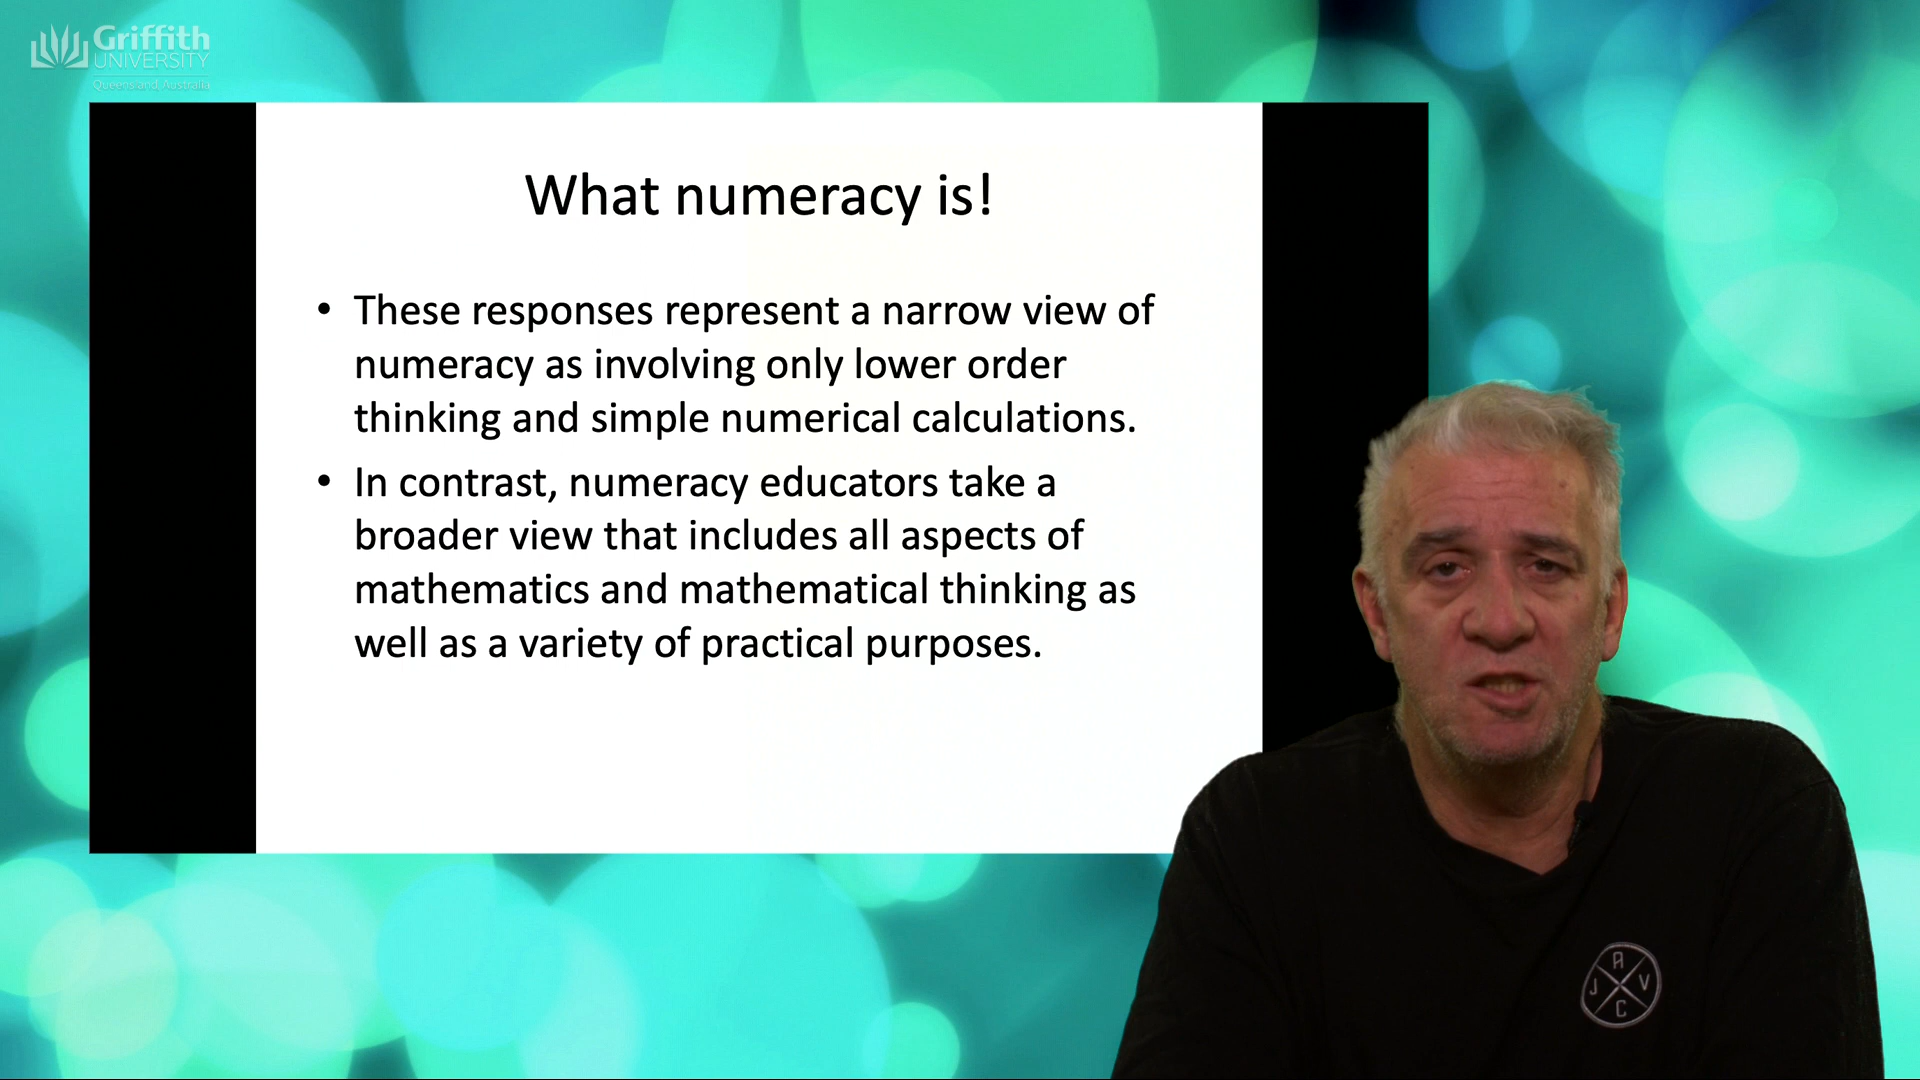 Griffith
UNIVERSITY
Queensland, Australia
What numeracy is!
• These responses represent a narrow view of
numeracy as involving only lower order
thinking and simple numerical calculations.
• In contrast, numeracy educators take a
broader view that includes all aspects of
mathematics and mathematical thinking as
well as a variety of practical purposes.
A
J V
C